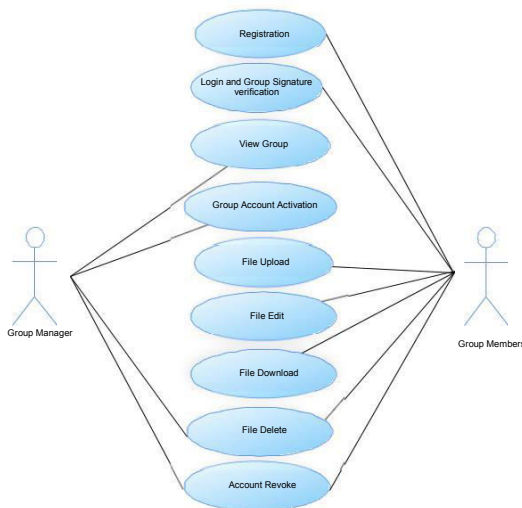 Registration
Login and Group Signature
verification
View Group
Group Account Activation
File Upload
File Edit
Group Manager
Group Members
File Download
File Delete
Account Revoke